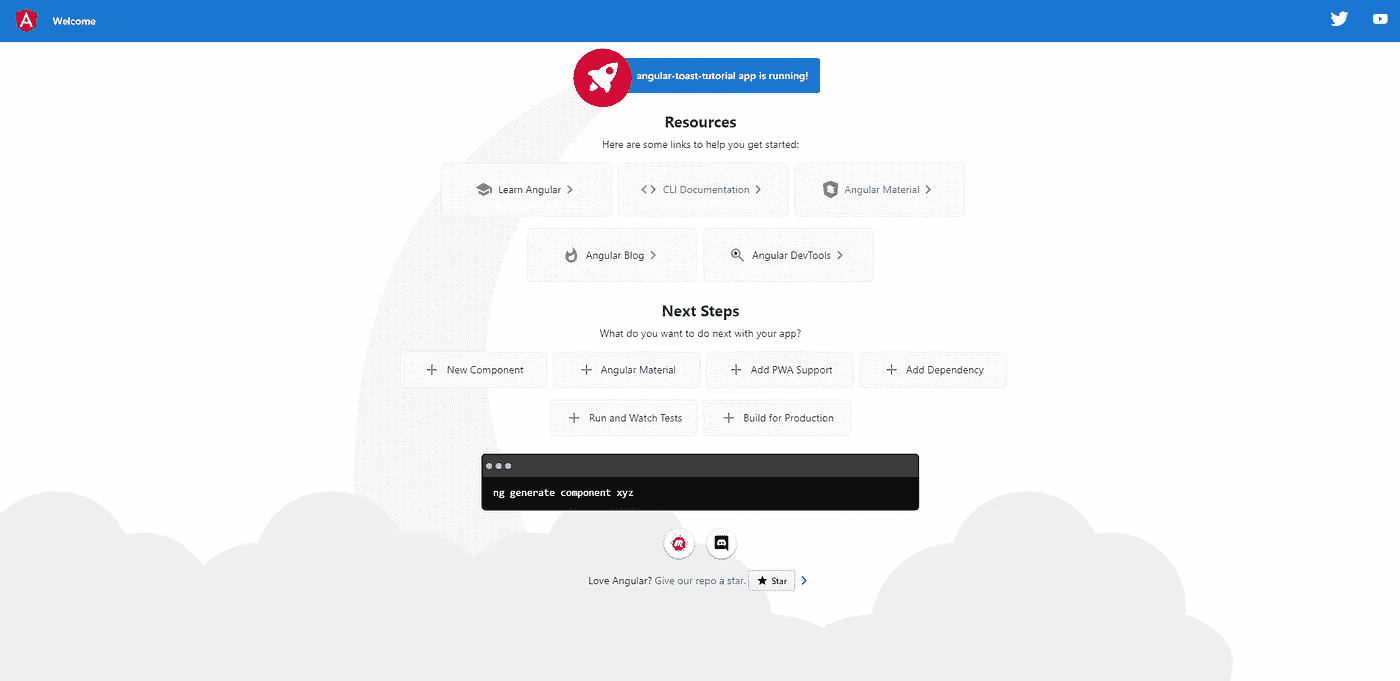 Welcome
angular-toast-tutorial app is running!
Resources
Here are some links to help you get started:
Learn Angular
CLI Documentation
Angular Material
Angular Blog
Angular DevTools
Next Steps
What do you want to do next with your app?
New Component
Angular Material
Add PWA Support
Add Dependency
Run and Watch Tests
Build for Production
ng generate component xyz
Love Angular? Give our repo a star. Star